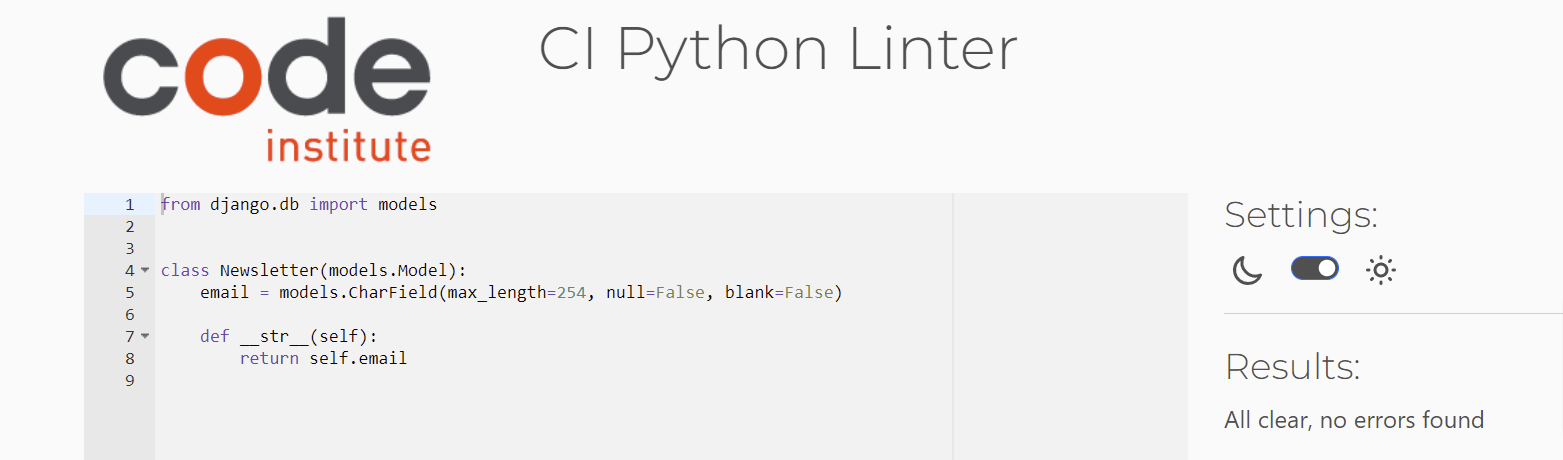 code
institute
CI Python Linter
1 from django.db import models
2
3
4 class Newsletter(models.Model):
5     email = models.CharField(max_length=254, null=False, blank=False)
6
7     def __str__(self):
8         return self.email
9
Settings:
Results:
All clear, no errors found